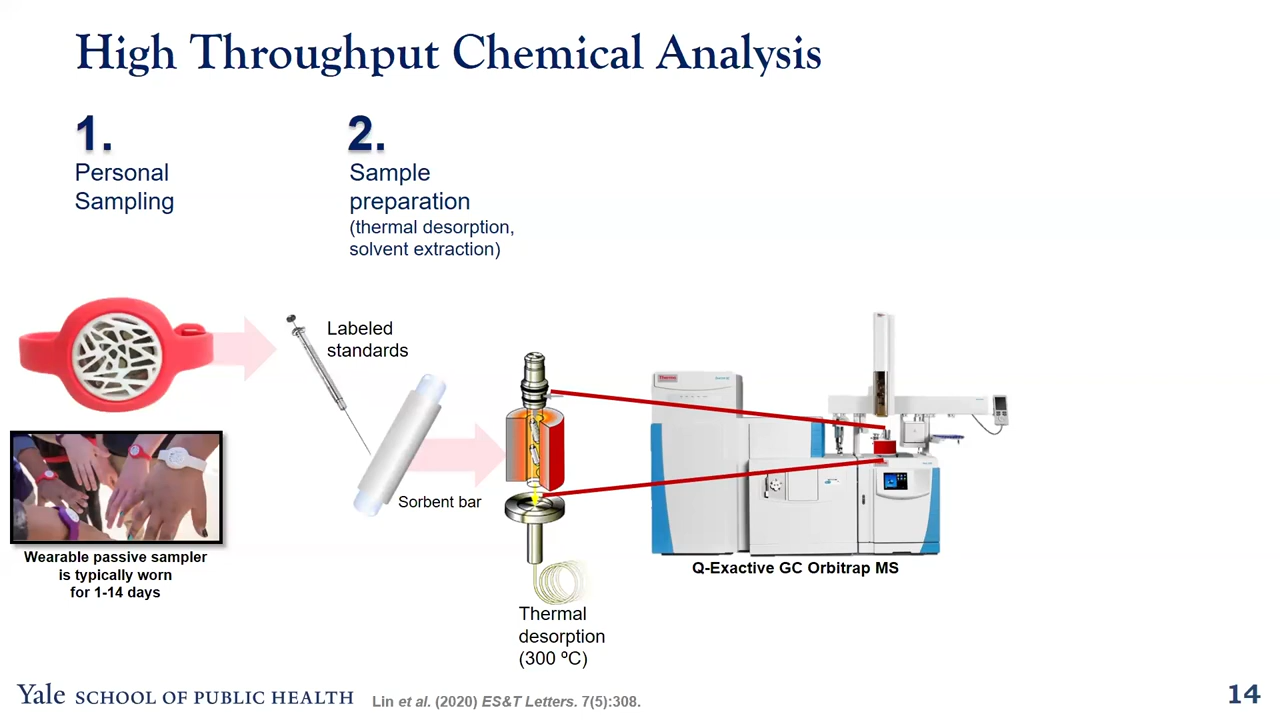 High Throughput Chemical Analysis
1.
Personal
Sampling
2.
Sample
preparation
(thermal desorption,
solvent extraction)
Labeled
standards
Sorbent bar
Wearable passive sampler
is typically worn
for 1-14 days
Thermal
desorption
(300 ºC)
Thermo
Q-Exactive GC Orbitrap MS
Yale SCHOOL OF PUBLIC HEALTH
Lin et al. (2020) ES&T Letters. 7(5):308.
14